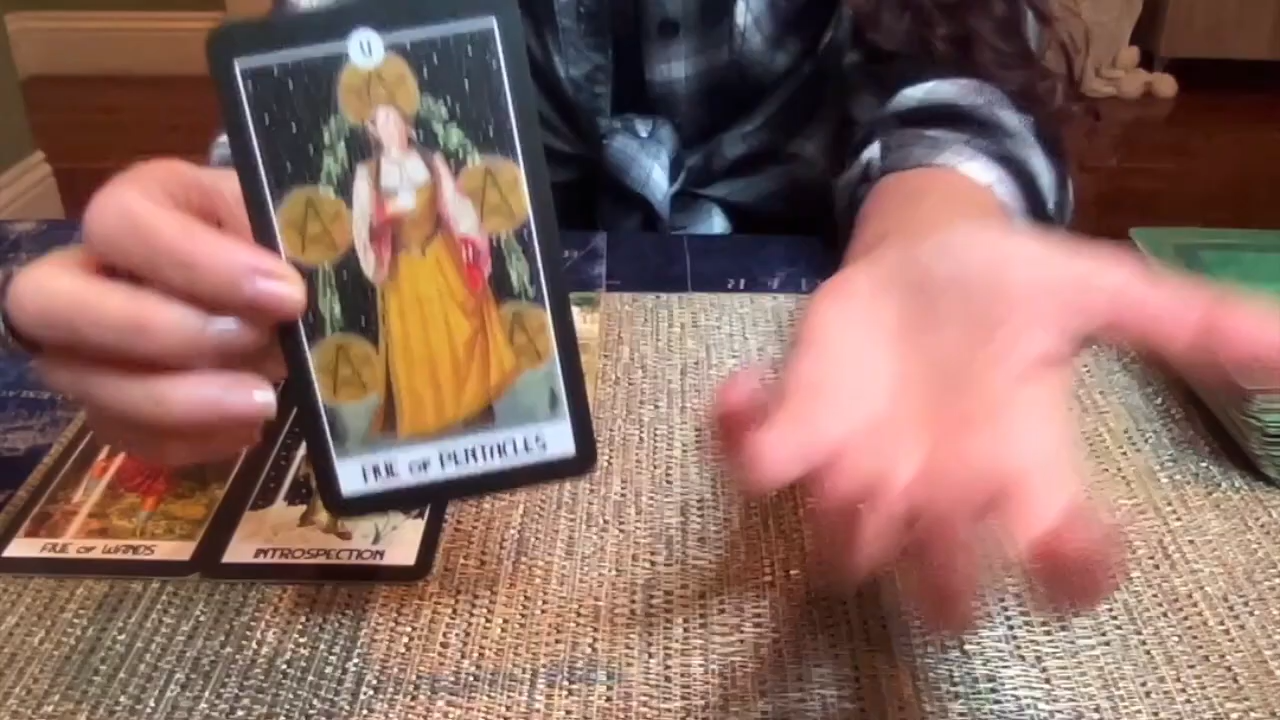 FIVE OF PENTACLES
FIVE OF WANDS
INTROSPECTION